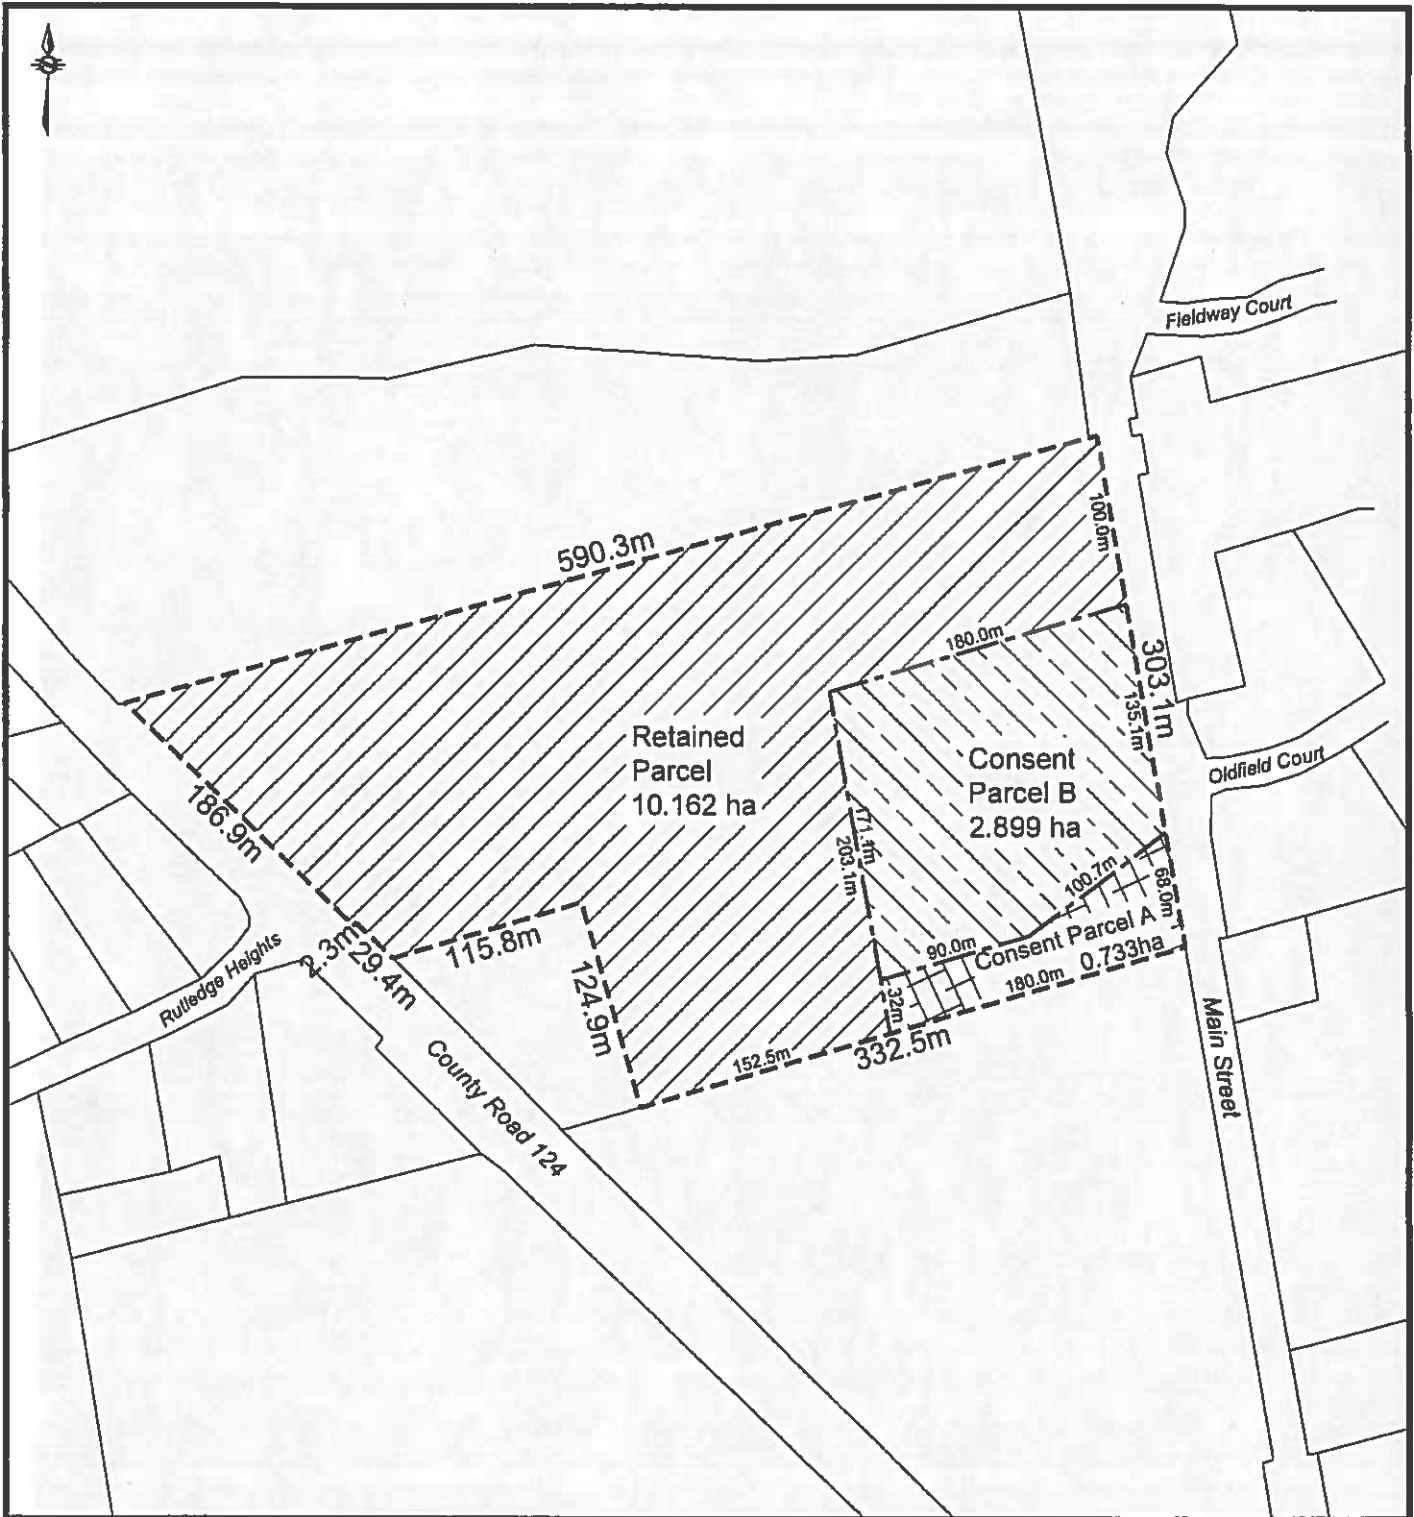 Fieldway Court
590.3m
100.0m
180.0m
303.1m
135.1m
Retained
Parcel
10.162 ha
Consent
Parcel B
2.899 ha
Oldfield Court
186.9m
171.1m
203.1m
100.7m
68.0m
Consent Parcel A
0.733ha
90.0m
180.0m
32m
115.8m
2.3m
29.4m
124.9m
Rutledge Heights
152.5m
332.5m
Main Street
County Road 124